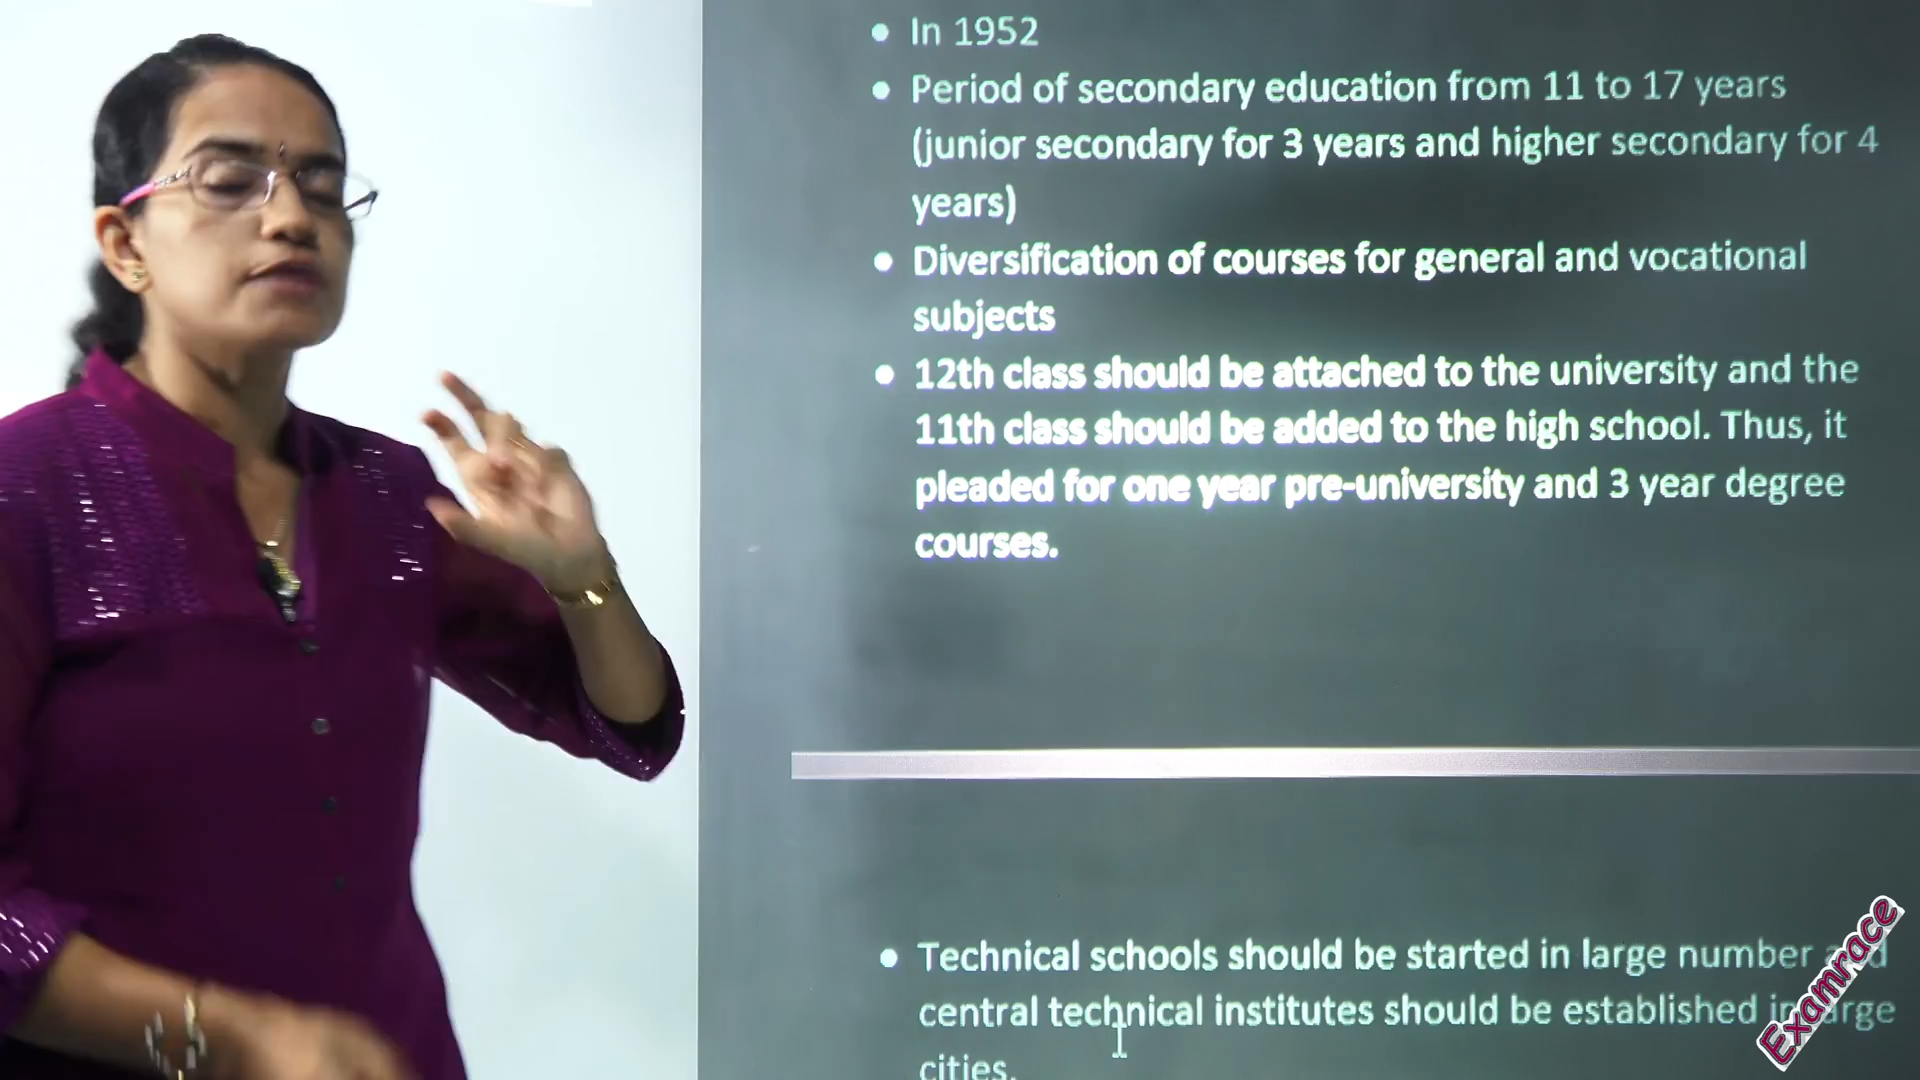 In 1952
Period of secondary education from 11 to 17 years
(junior secondary for 3 years and higher secondary for 4
years)
Diversification of courses for general and vocational
subjects
12th class should be attached to the university and the
11th class should be added to the high school. Thus, it
pleaded for one year pre-university and 3 year degree
courses.
Technical schools should be started in large number and
central technical institutes should be established in large
cities.
Examrace